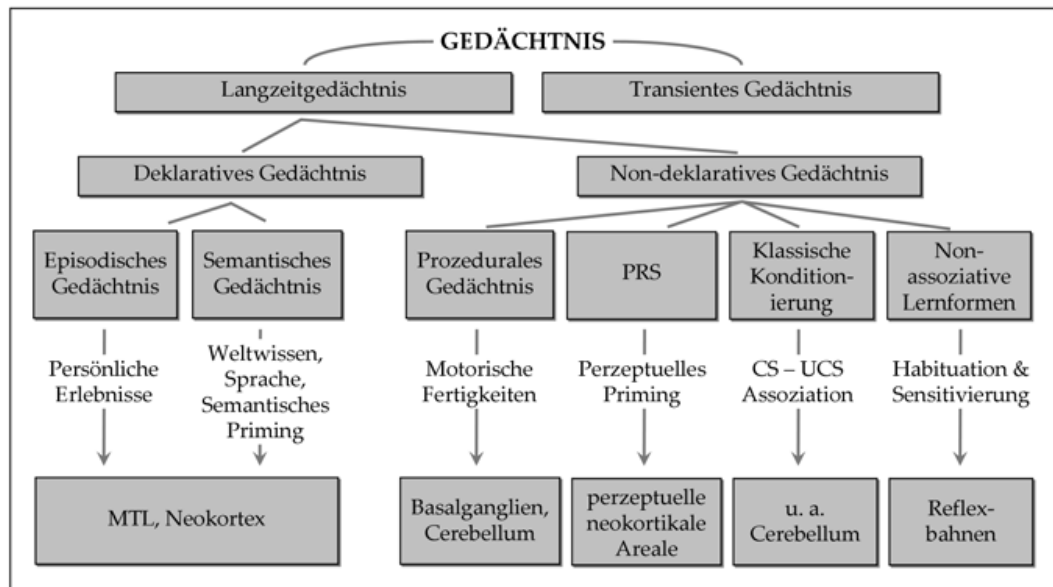 GEDÄCHTNIS
Langzeitgedächtnis
Transientes Gedächtnis
Deklaratives Gedächtnis
Non-deklaratives Gedächtnis
Episodisches
Gedächtnis
Semantisches
Gedächtnis
Prozedurales
Gedächtnis
PRS
Klassische
Kondition-
ierung
Non-
assoziative
Lernformen
Persönliche
Erlebnisse
Weltwissen,
Sprache,
Semantisches
Priming
Motorische
Fertigkeiten
Perzeptuelles
Priming
CS – UCS
Assoziation
Habituation &
Sensitivierung
MTL, Neokortex
Basalganglien,
Cerebellum
perzeptuelle
neokortikale
Areale
u. a.
Cerebellum
Reflex-
bahnen